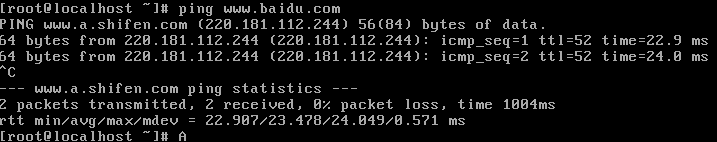 [root@localhost ~]# ping www.baidu.com
PING www.a.shifen.com (220.181.112.244) 56(84) bytes of data.
64 bytes from 220.181.112.244 (220.181.112.244): icmp_seq=1 ttl=52 time=22.9 ms
64 bytes from 220.181.112.244 (220.181.112.244): icmp_seq=2 ttl=52 time=24.0 ms
^C
--- www.a.shifen.com ping statistics ---
2 packets transmitted, 2 received, 0% packet loss, time 1004ms
rtt min/avg/max/mdev = 22.907/23.478/24.049/0.571 ms
[root@localhost ~]# A